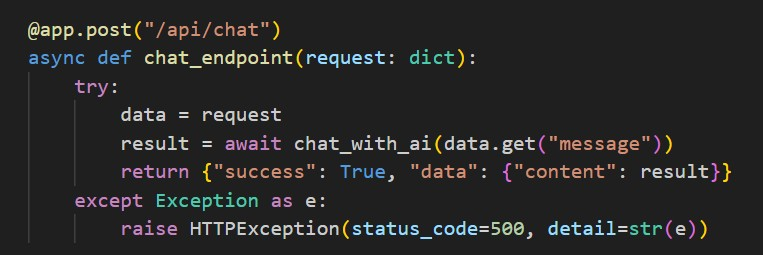 @app.post("/api/chat")
async def chat_endpoint(request: dict):
    try:
        data = request
        result = await chat_with_ai(data.get("message"))
        return {"success": True, "data": {"content": result}}
    except Exception as e:
        raise HTTPException(status_code=500, detail=str(e))